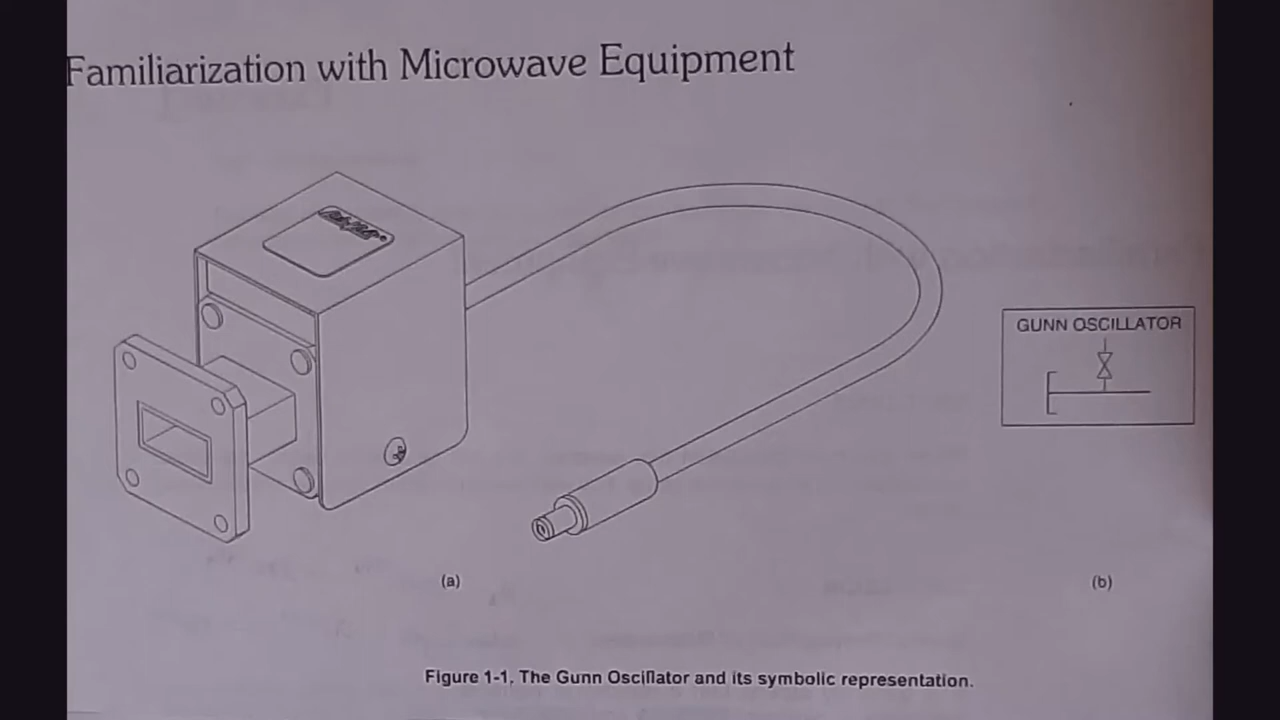 Familiarization with Microwave Equipment
GUNN OSCILLATOR
(a)
(b)
Figure 1-1. The Gunn Oscillator and its symbolic representation.